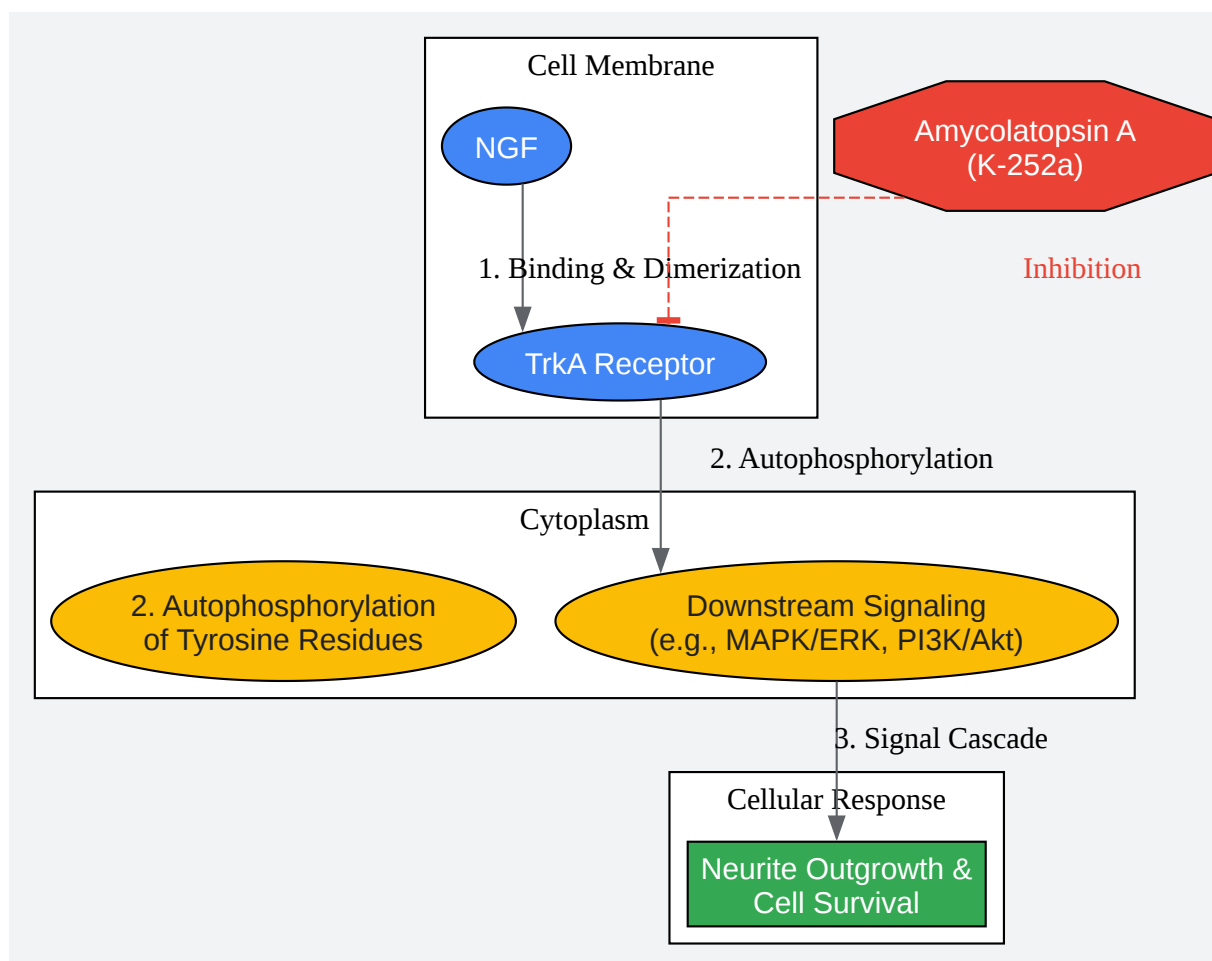 Cell Membrane
NGF
Amycolatopsin A
(K-252a)
1. Binding & Dimerization
Inhibition
TrkA Receptor
2. Autophosphorylation
Cytoplasm
2. Autophosphorylation
of Tyrosine Residues
Downstream Signaling
(e.g., MAPK/ERK, PI3K/Akt)
3. Signal Cascade
Cellular Response
Neurite Outgrowth &
Cell Survival